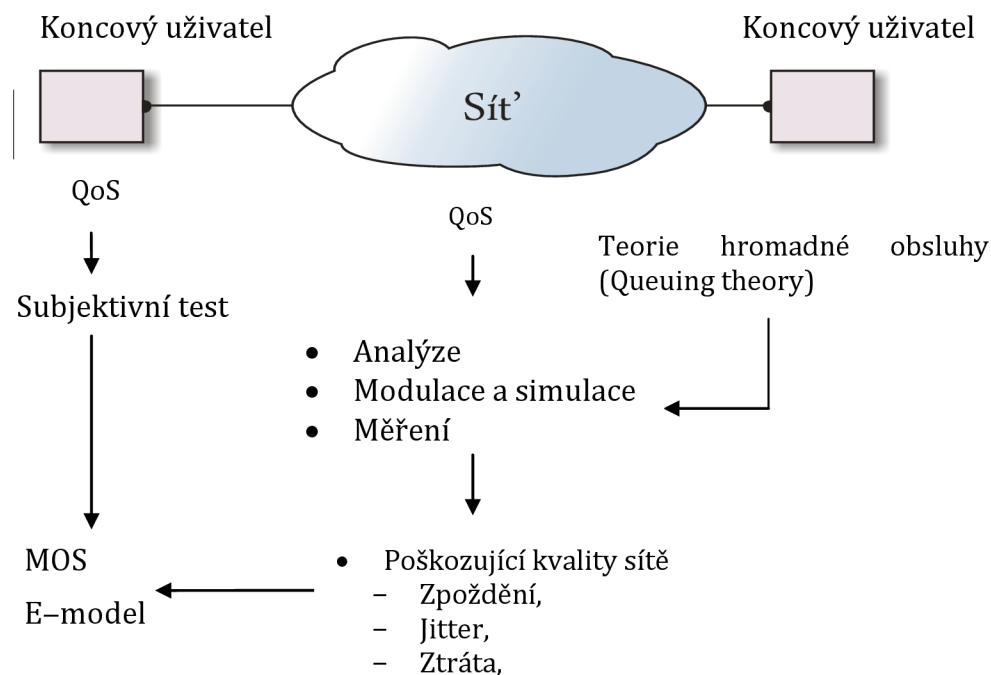 Koncový uživatel
Koncový uživatel
Sít’
QoS
QoS
Teorie hromadné obsluhy
(Queuing theory)
Subjektivní test
• Analýze
• Modulace a simulace
• Měření
MOS
E–model
• Poškozující kvality sítě
– Zpoždění,
– Jitter,
– Ztráta,